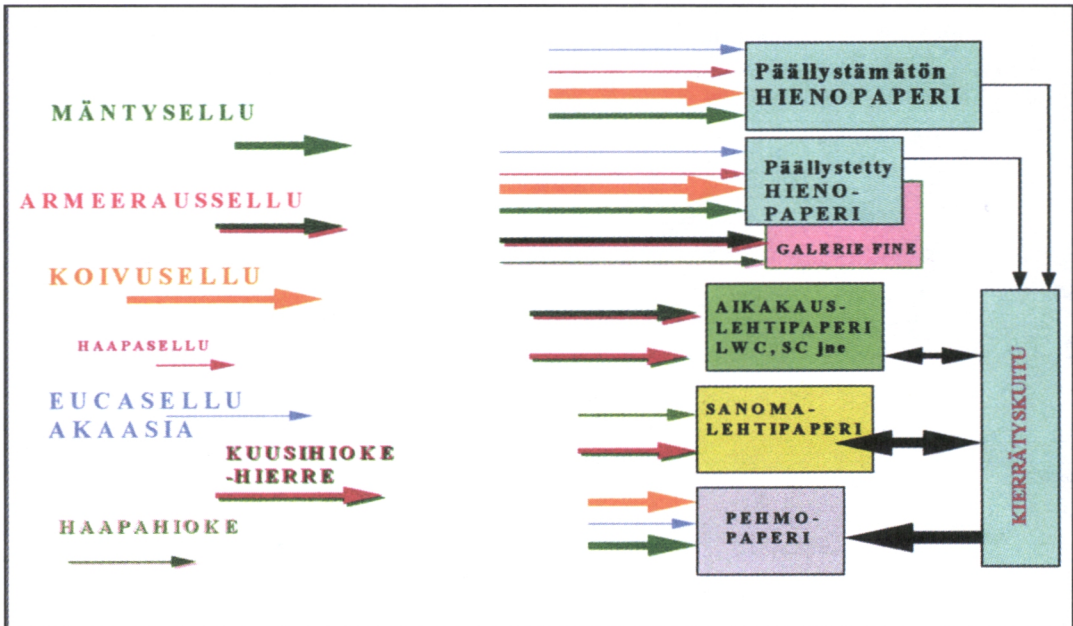 MÄNTYSELLU
ARMEERAUSSELLU
KOIVUSELLU
HAAPASELLU
EUCASELLU
AKAASIA
KUUSIHIOKE
-HIERRE
HAAPAHIOKE
Päällystämätön
HIENOPAPERI
Päällystetty
HIENO-
PAPERI
GALERIE FINE
AIKAKAUS-
LEHTIPAPERI
LWC, SC jne
SANOMA-
LEHTIPAPERI
PEHMO-
PAPERI
KIERRÄTYSKUITU